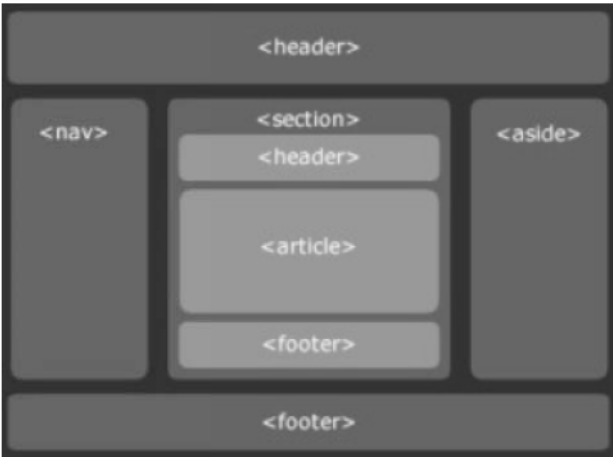 <header>
<nav>
<section>
<header>
<article>
<footer>
<aside>
<footer>